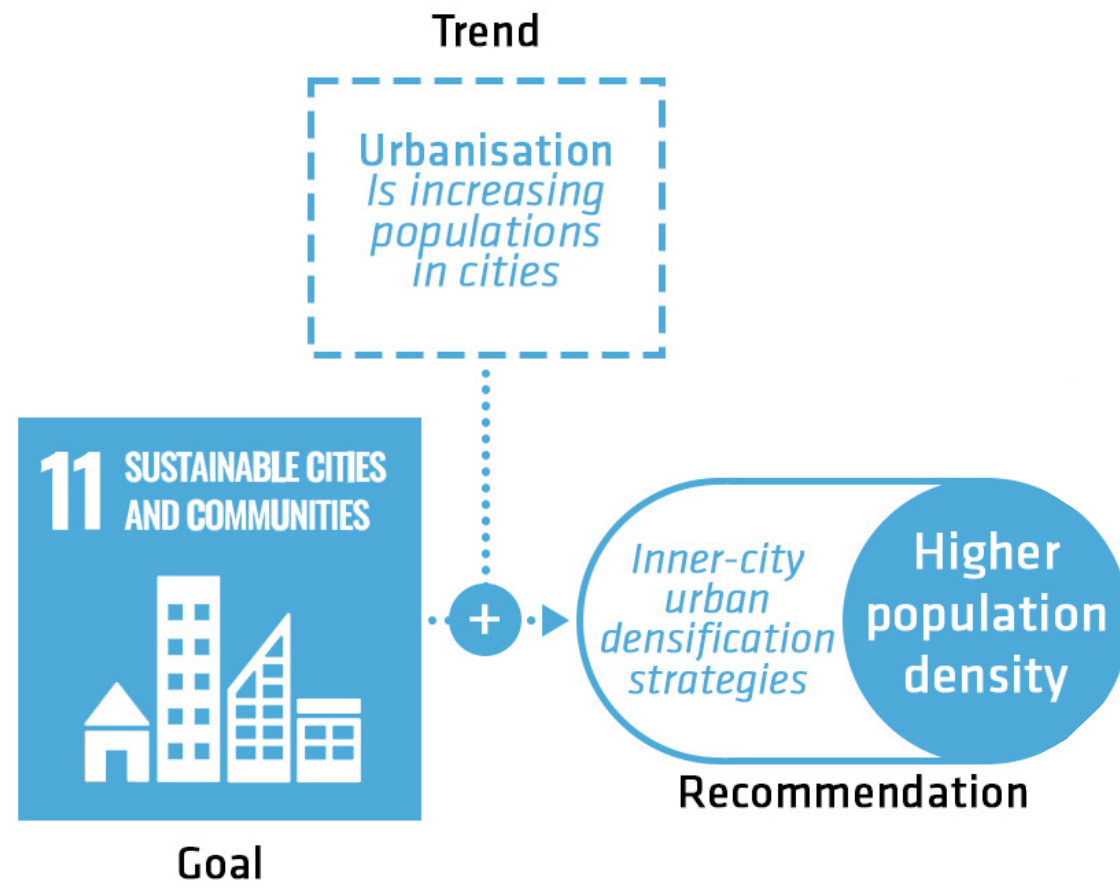 Trend
Urbanisation
Is increasing
populations
in cities
11 SUSTAINABLE CITIES
AND COMMUNITIES
+
Inner-city
urban
densification
strategies
Higher
population
density
Recommendation
Goal